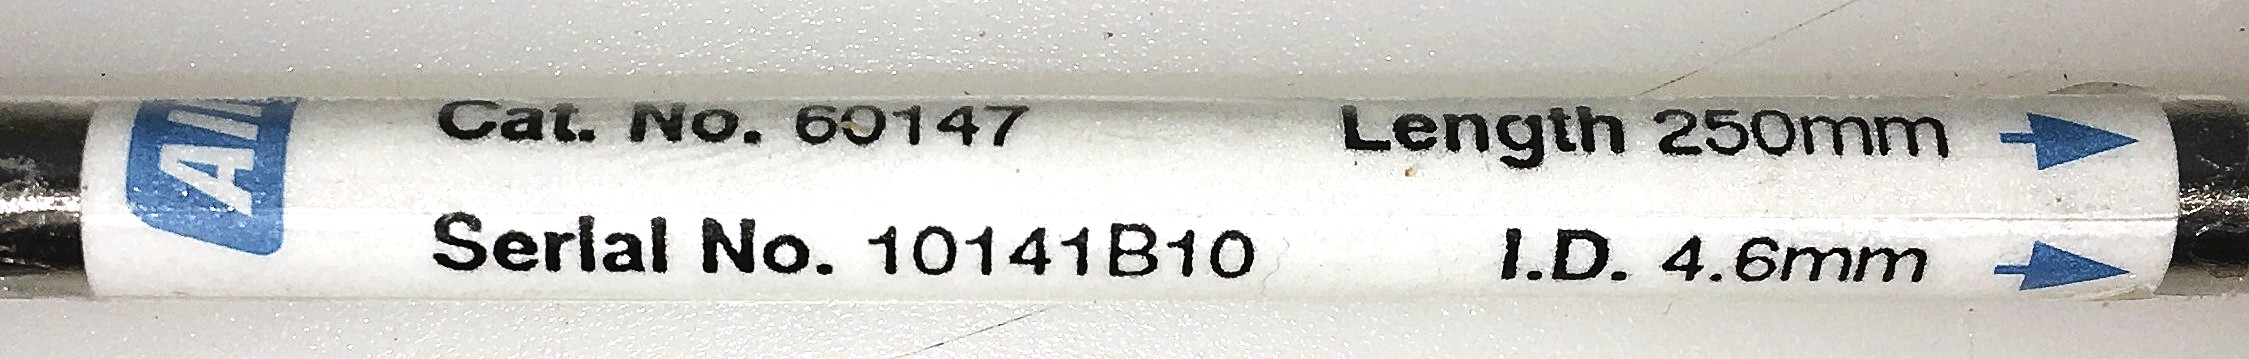 Cat. No. 60147
Length 250mm
Serial No. 10141B10
I.D. 4.6mm